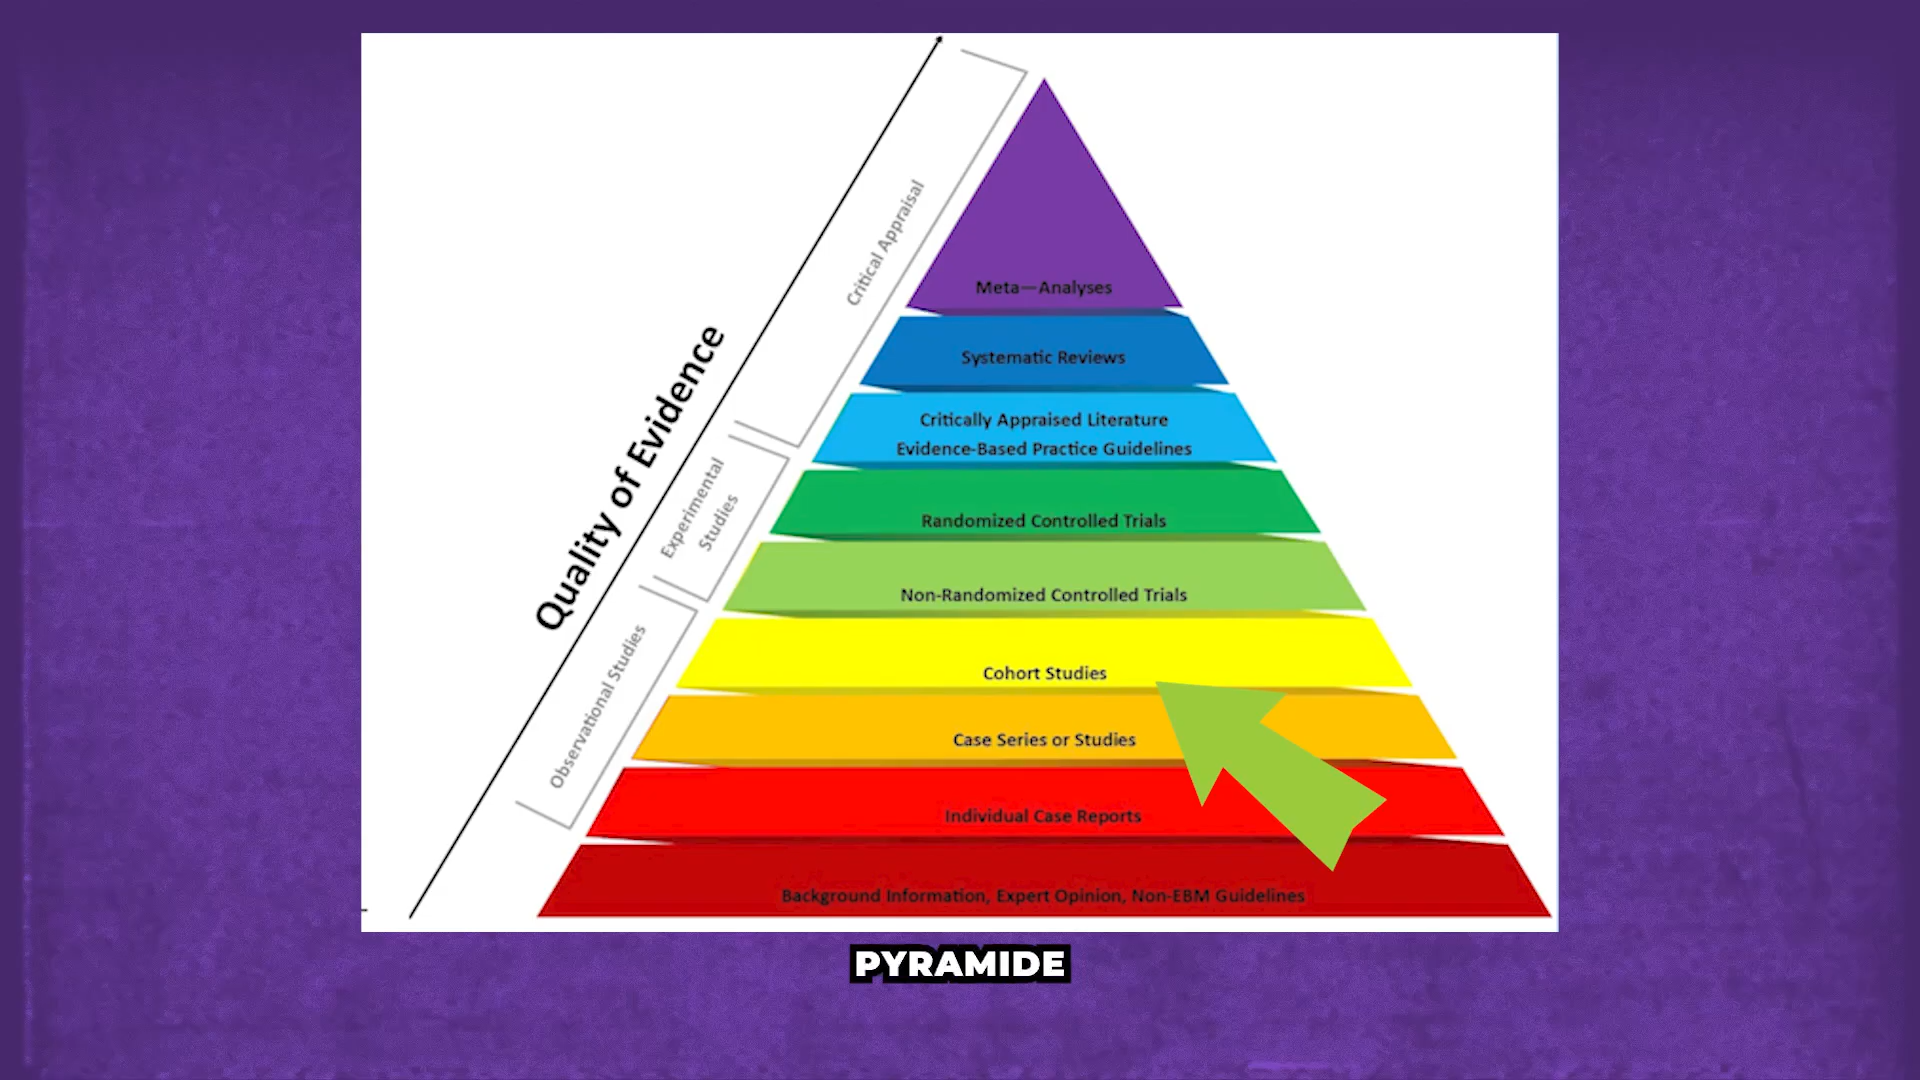 Quality of Evidence
Critical Appraisal
Experimental
Studies
Observational Studies
Meta—Analyses
Systematic Reviews
Critically Appraised Literature
Evidence-Based Practice Guidelines
Randomized Controlled Trials
Non-Randomized Controlled Trials
Cohort Studies
Case Series or Studies
Individual Case Reports
Background Information, Expert Opinion, Non-EBM Guidelines
PYRAMIDE